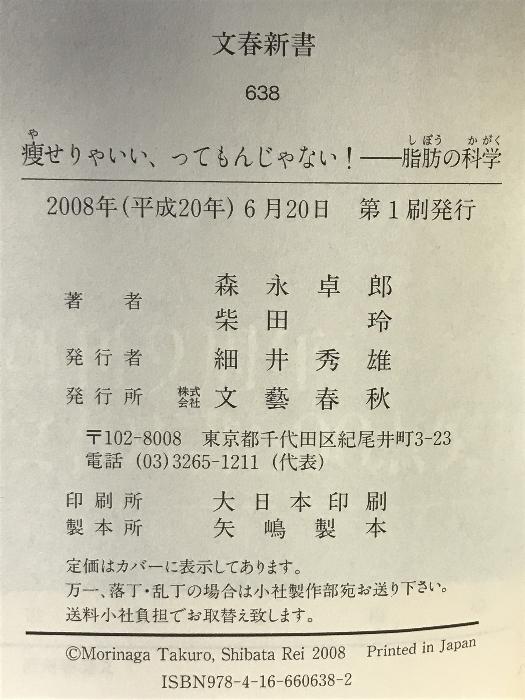 文春新書
638
痩せりゃいい、ってもんじゃない！――脂肪の科学
や しぼう かがく
2008年(平成20年) 6月20日 第1刷発行
著者 森永卓郎
柴田玲
発行者 細井秀雄
発行所 株式会社 文藝春秋
〒102-8008 東京都千代田区紀尾井町3-23
電話 (03)3265-1211 (代表)
印刷所 大日本印刷
製本所 矢嶋製本
定価はカバーに表示してあります。
万一、落丁・乱丁の場合は小社製作部宛お送り下さい。
送料小社負担でお取替え致します。
©Morinaga Takuro, Shibata Rei 2008 Printed in Japan
ISBN978-4-16-660638-2